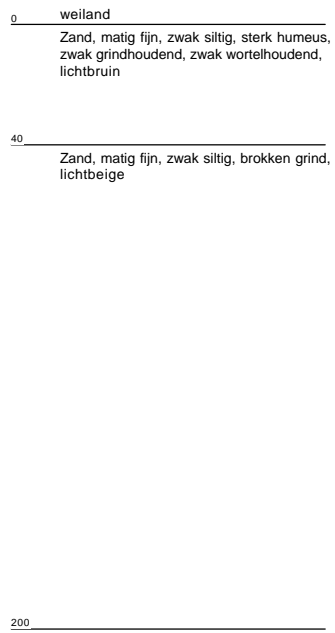 0 weiland
Zand, matig fijn, zwak siltig, sterk humeus,
zwak grindhoudend, zwak wortelhoudend,
lichtbruin
40
Zand, matig fijn, zwak siltig, brokken grind,
lichtbeige
200